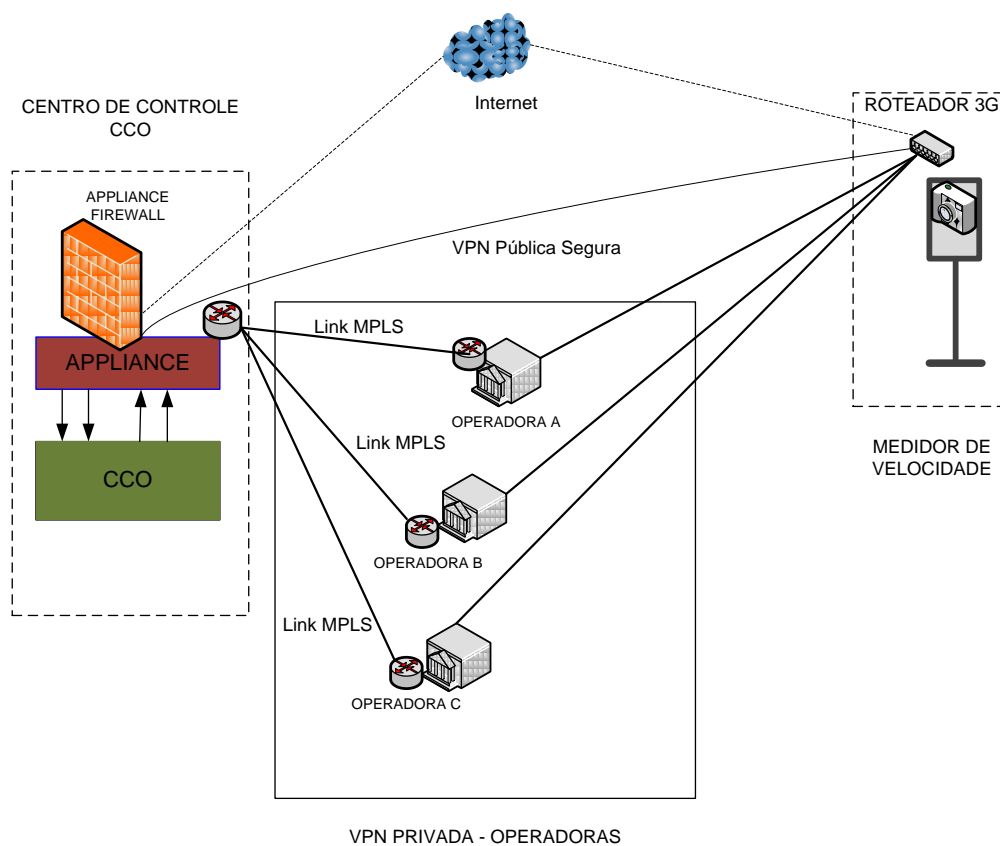 Internet
CENTRO DE CONTROLE
CCO
ROTEADOR 3G
APPLIANCE
FIREWALL
VPN Pública Segura
Link MPLS
APPLIANCE
OPERADORA A
Link MPLS
MEDIDOR DE
VELOCIDADE
CCO
OPERADORA B
Link MPLS
OPERADORA C
VPN PRIVADA - OPERADORAS